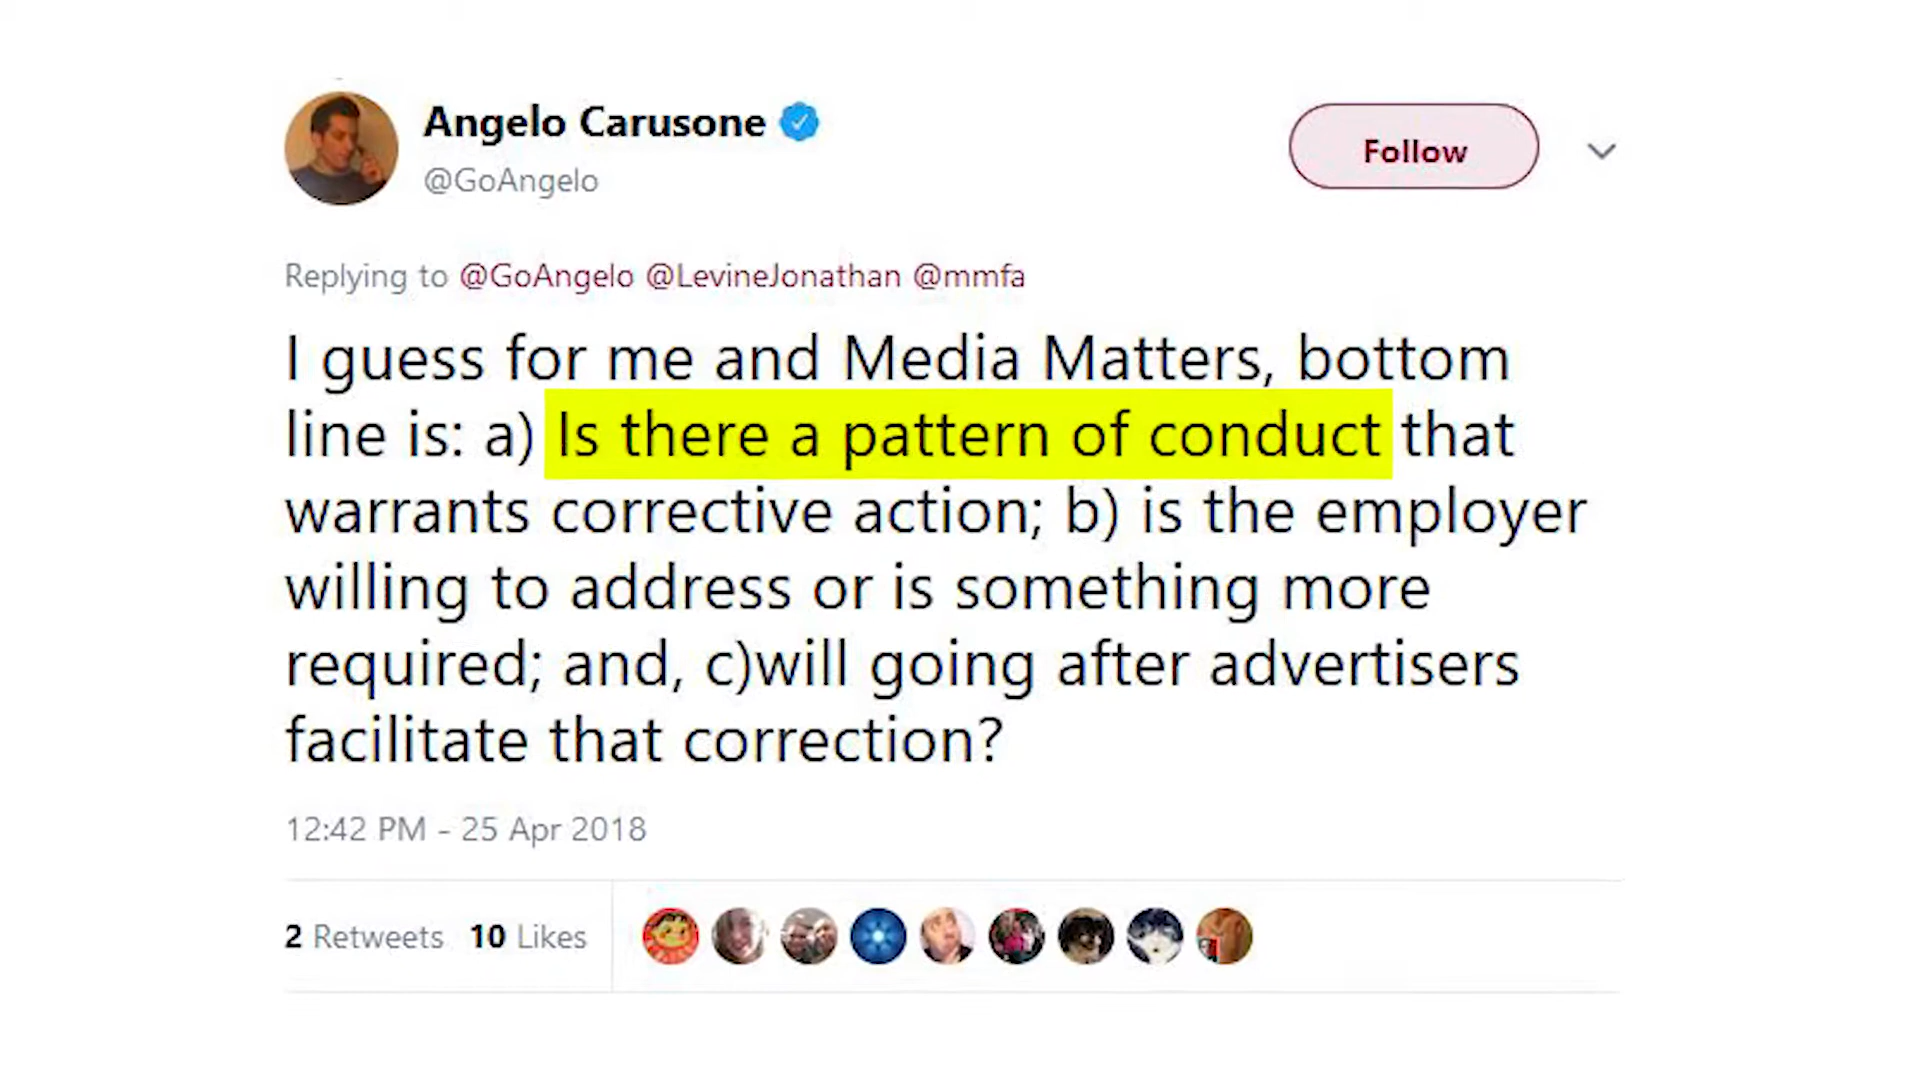 Angelo Carusone
@GoAngelo
Follow
Replying to @GoAngelo @LevineJonathan @mmfa
I guess for me and Media Matters, bottom
line is: a) Is there a pattern of conduct that
warrants corrective action; b) is the employer
willing to address or is something more
required; and, c)will going after advertisers
facilitate that correction?
12:42 PM - 25 Apr 2018
2 Retweets 10 Likes